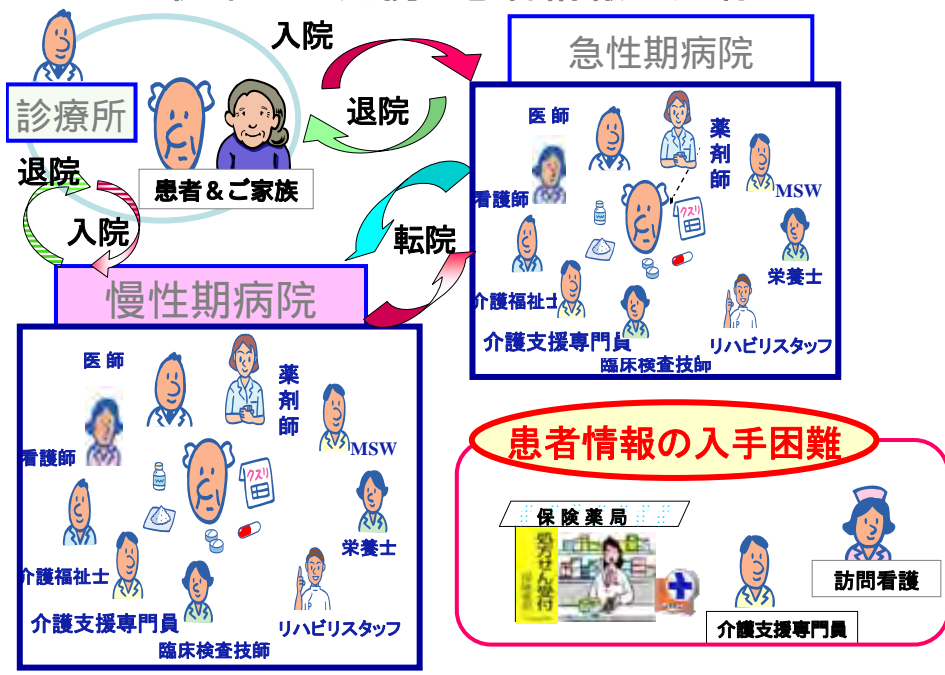 入院
急性期病院
診療所
退院
医師
薬剤師
患者＆ご家族
退院
看護師
MSW
クスリ
入院
転院
栄養士
慢性期病院
介護福祉士
介護支援専門員
リハビリスタッフ
臨床検査技師
医師
薬剤師
看護師
MSW
クスリ
患者情報の入手困難
栄養士
介護福祉士
介護支援専門員
リハビリスタッフ
臨床検査技師
保険薬局
処方せん受付
訪問看護
介護支援専門員